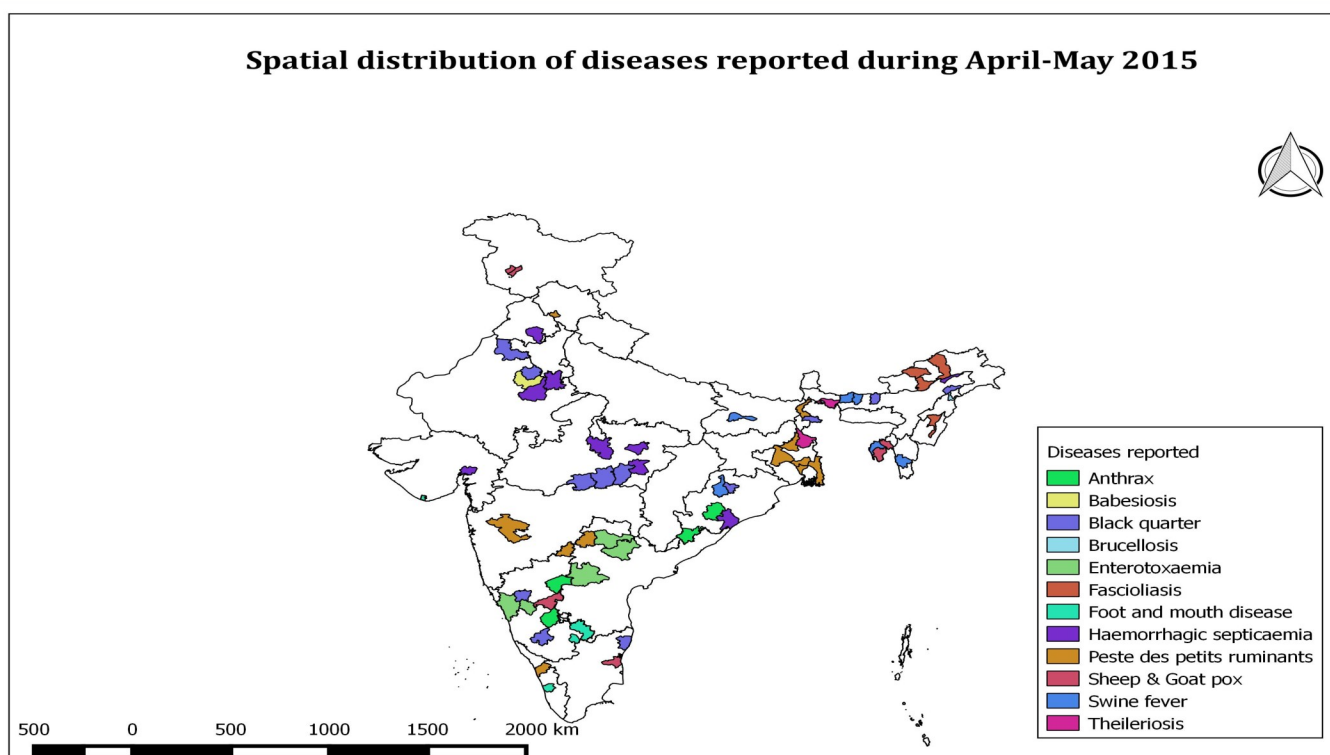 Spatial distribution of diseases reported during April-May 2015
Diseases reported
Anthrax
Babesiosis
Black quarter
Brucellosis
Enterotoxaemia
Fascioliasis
Foot and mouth disease
Haemorrhagic septicaemia
Peste des petits ruminants
Sheep & Goat pox
Swine fever
Theileriosis
500 0 500 1000 1500 2000 km